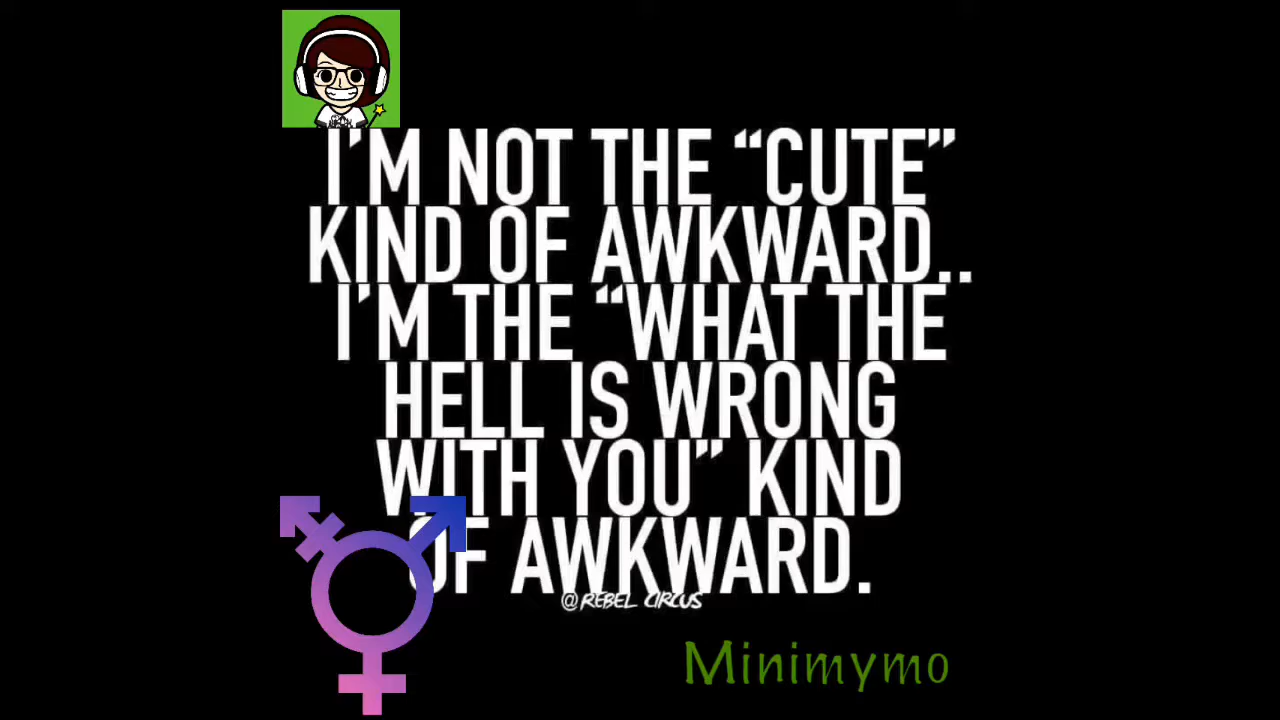 I'M NOT THE “CUTE”
KIND OF AWKWARD..
I'M THE “WHAT THE
HELL IS WRONG
WITH YOU” KIND
OF AWKWARD.
@REBEL CIRCUS
Minimymo